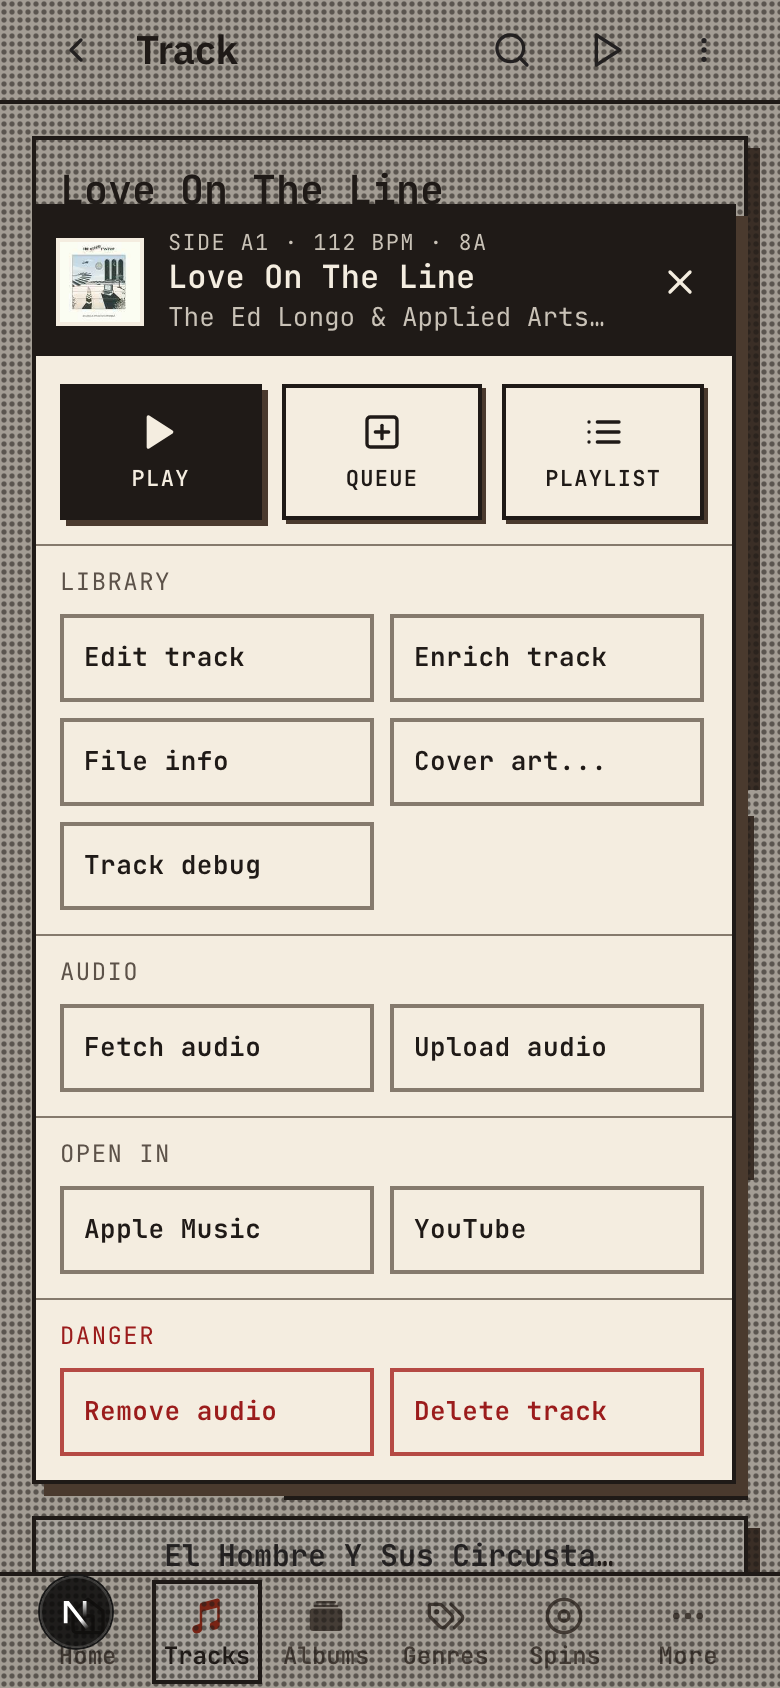 Track
Love On The Line
SIDE A1 · 112 BPM · 8A
Love On The Line
The Ed Longo & Applied Arts…
PLAY
QUEUE
PLAYLIST
LIBRARY
Edit track
Enrich track
File info
Cover art...
Track debug
AUDIO
Fetch audio
Upload audio
OPEN IN
Apple Music
YouTube
DANGER
Remove audio
Delete track
El Hombre Y Sus Circusta…
N
Home
Tracks
Albums
Genres
Spins
More